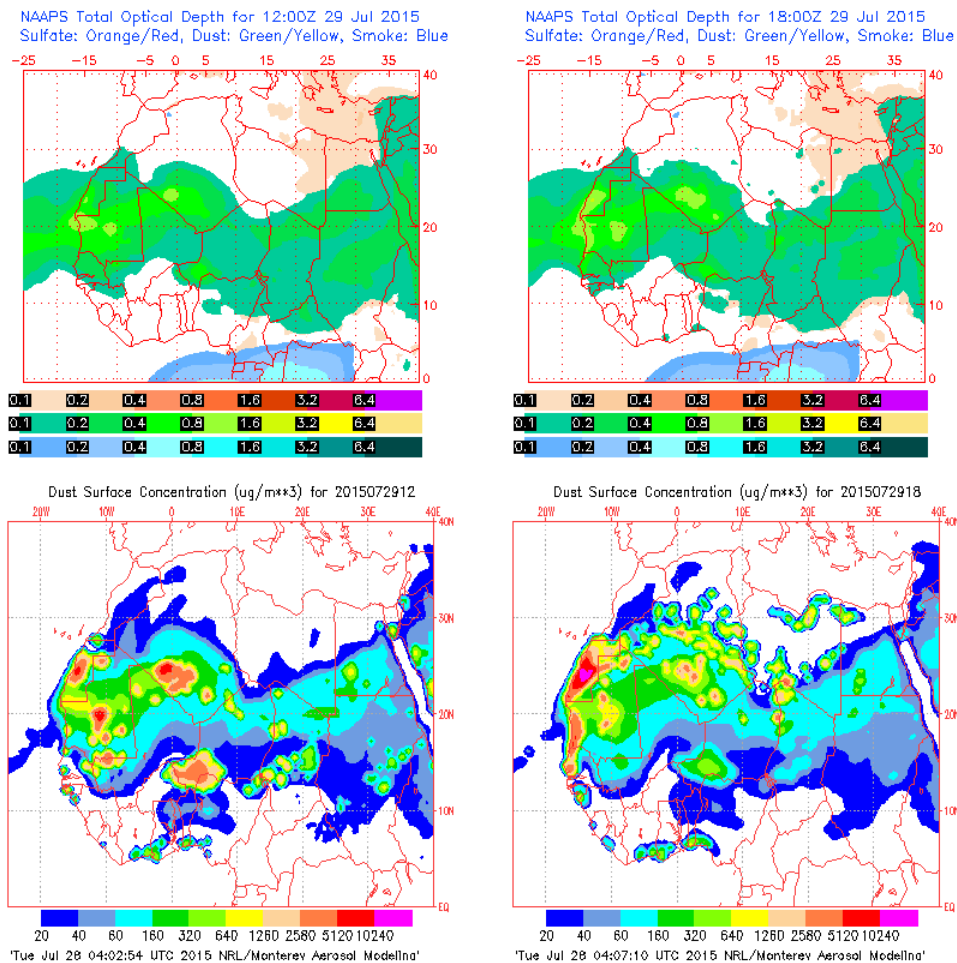 NAAPS Total Optical Depth for 12:00Z 29 Jul 2015
Sulfate: Orange/Red, Dust: Green/Yellow, Smoke: Blue
-25 -15 -5 0 5 15 25 35
40
30
20
10
0
0.1 0.2 0.4 0.8 1.6 3.2 6.4
0.1 0.2 0.4 0.8 1.6 3.2 6.4
0.1 0.2 0.4 0.8 1.6 3.2 6.4
NAAPS Total Optical Depth for 18:00Z 29 Jul 2015
Sulfate: Orange/Red, Dust: Green/Yellow, Smoke: Blue
-25 -15 -5 0 5 15 25 35
40
30
20
10
0
0.1 0.2 0.4 0.8 1.6 3.2 6.4
0.1 0.2 0.4 0.8 1.6 3.2 6.4
0.1 0.2 0.4 0.8 1.6 3.2 6.4
Dust Surface Concentration (ug/m**3) for 2015072912
20W 10W 0 10E 20E 30E 40E
40N
30N
20N
10N
EQ
20 40 60 160 320 640 1260 2580 5120 10240
'Tue Jul 28 04:02:54 UTC 2015 NRL/Monterey Aerosol Modeling'
Dust Surface Concentration (ug/m**3) for 2015072918
20W 10W 0 10E 20E 30E 40E
40N
30N
20N
10N
EQ
20 40 60 160 320 640 1260 2580 5120 10240
'Tue Jul 28 04:07:10 UTC 2015 NRL/Monterey Aerosol Modeling'